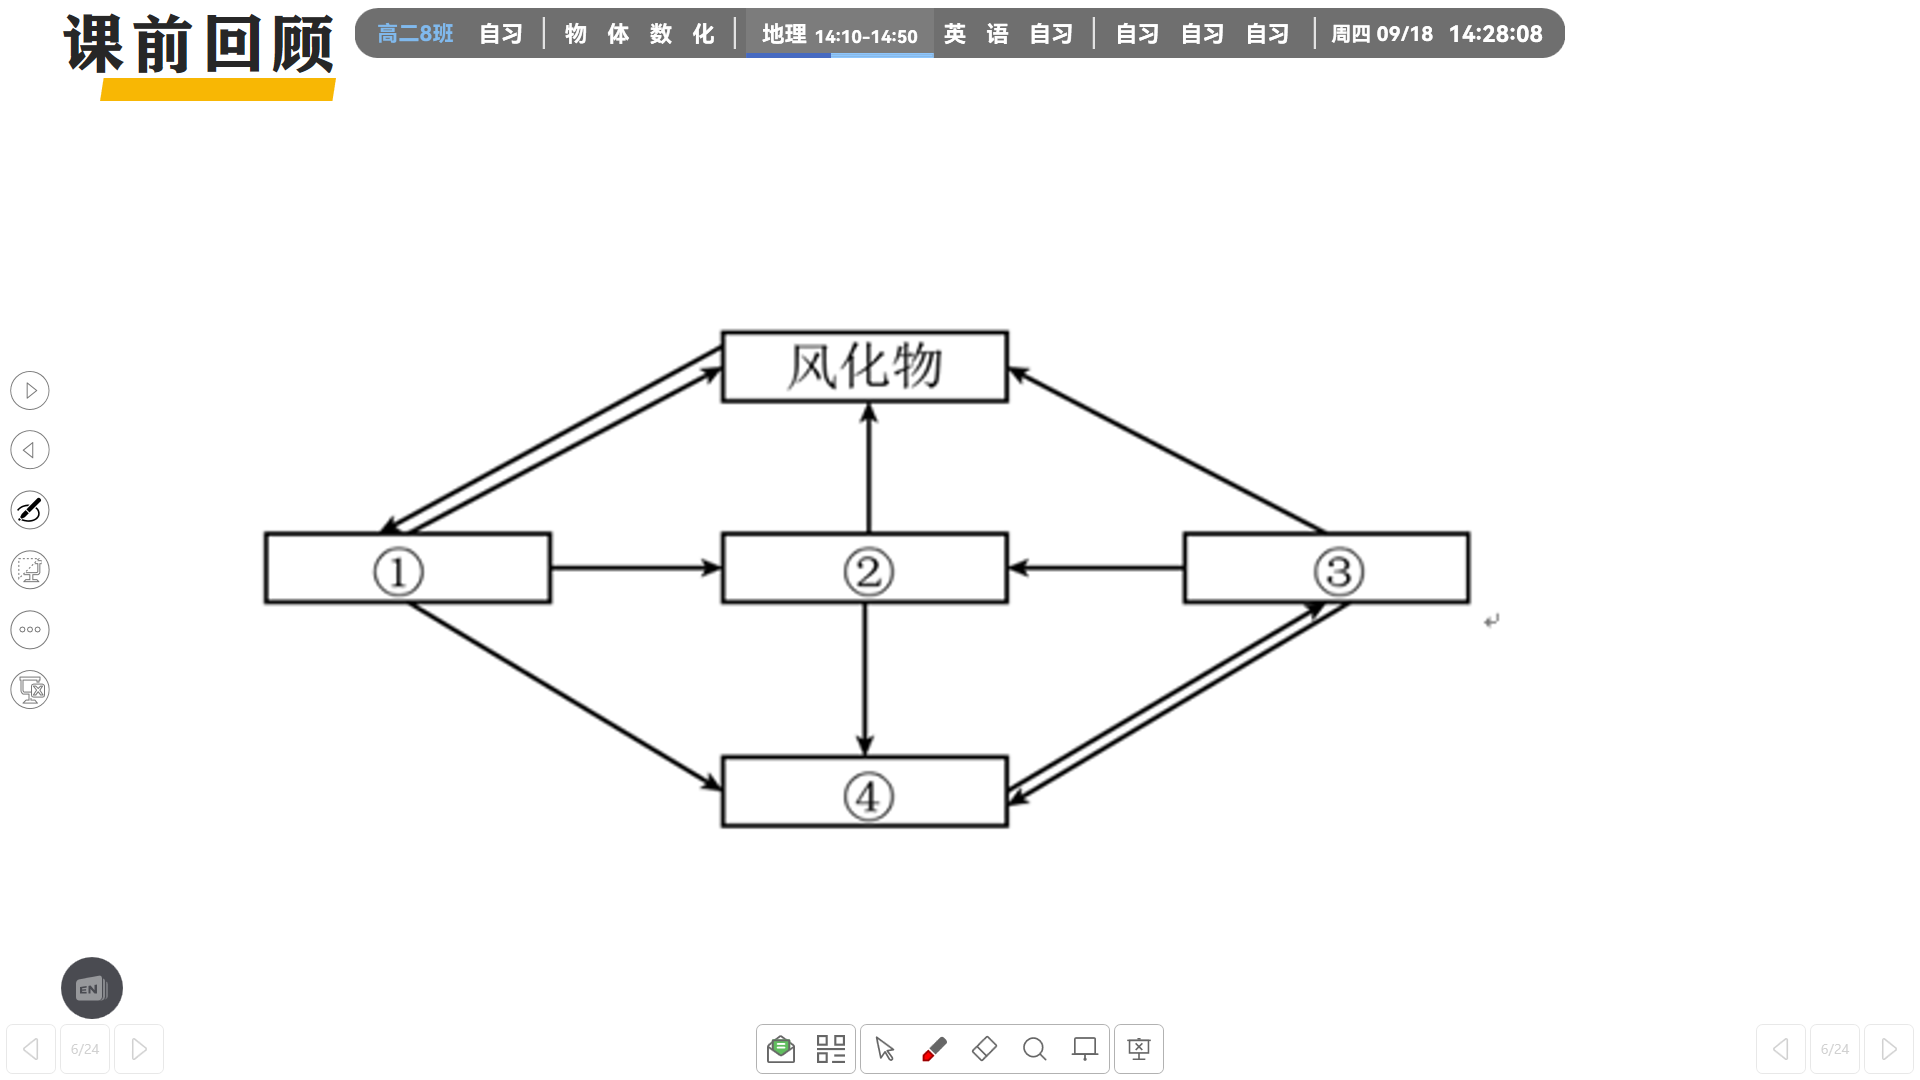 课前回顾
高二8班 自习 物 体 数 化 地理 14:10-14:50 英 语 自习 自习 自习 自习 周四 09/18 14:28:08
风化物
① ② ③
④
EN
6/24 6/24